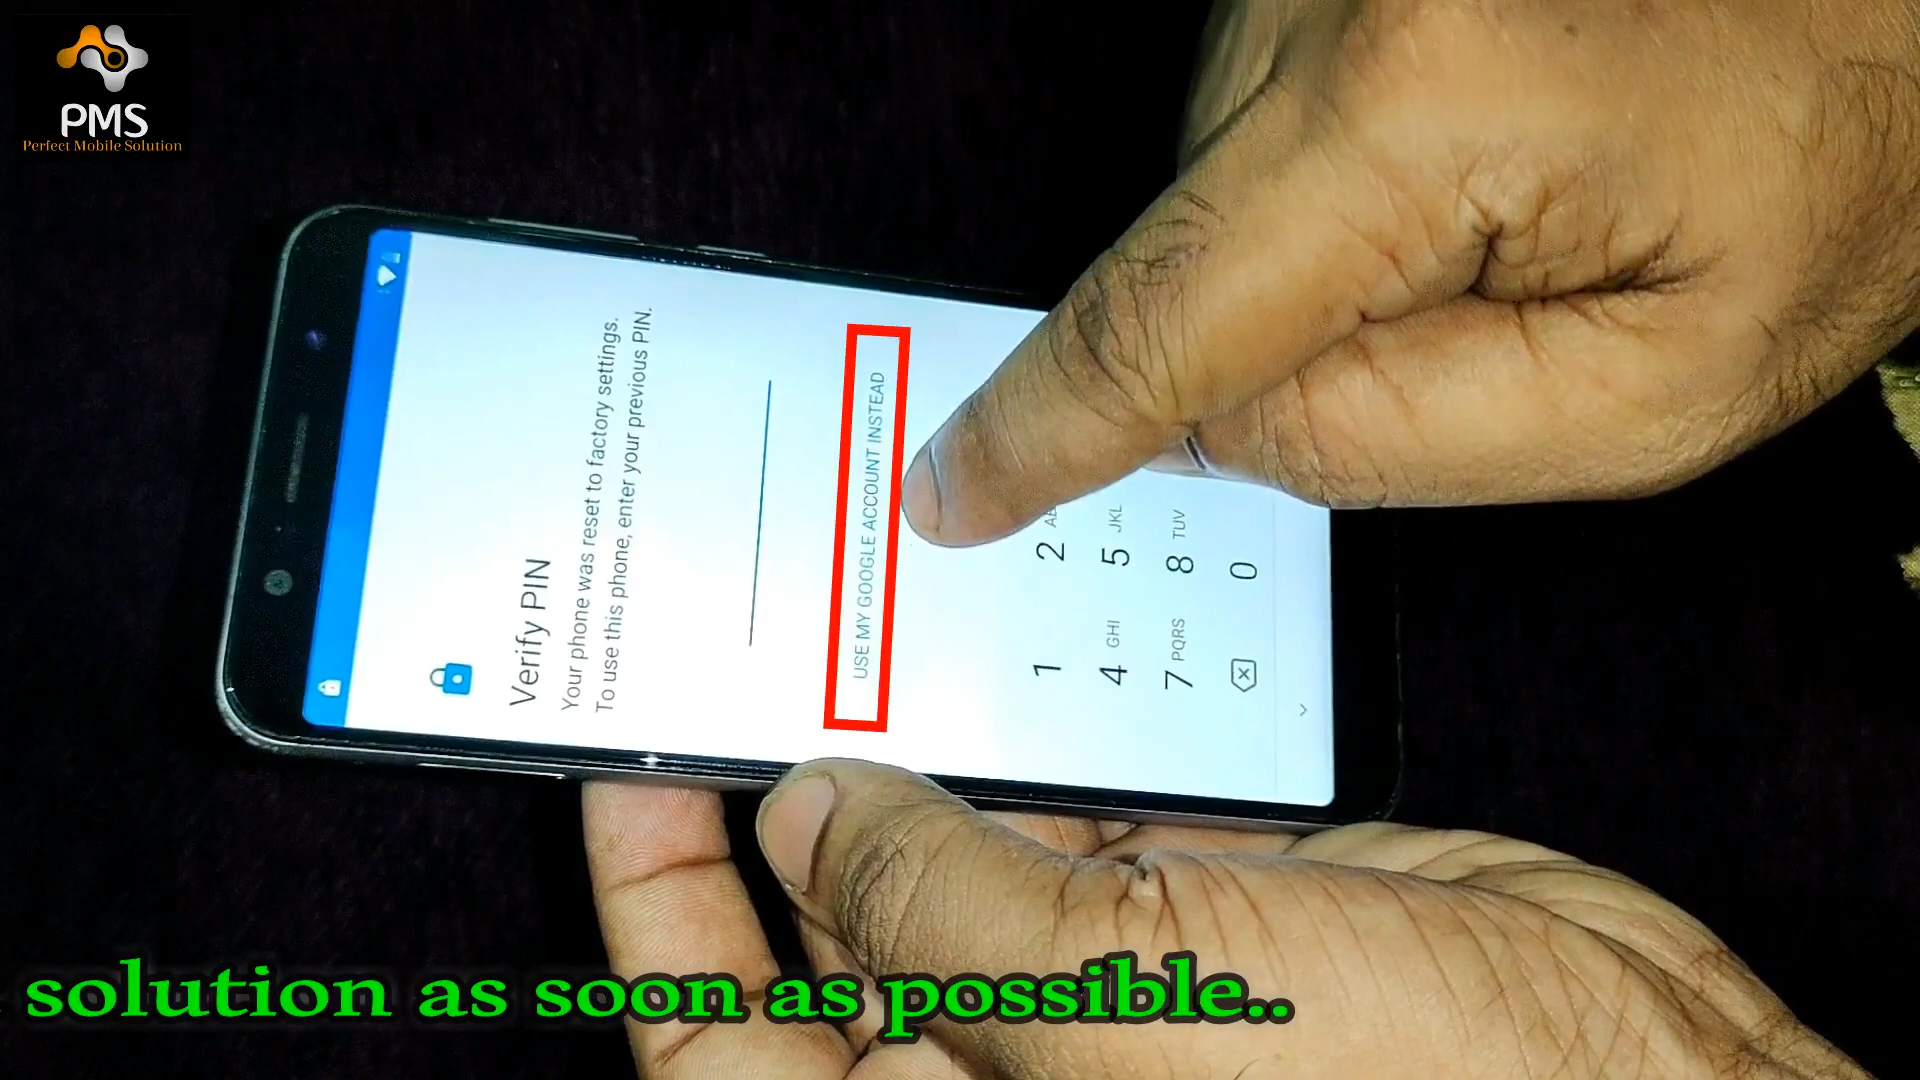 PMS
Perfect Mobile Solution
Verify PIN
Your phone was reset to factory settings.
To use this phone, enter your previous PIN.
USE MY GOOGLE ACCOUNT INSTEAD
1
2
4 GHI
5 JKL
7 PQRS
8 TUV
0
solution as soon as possible..